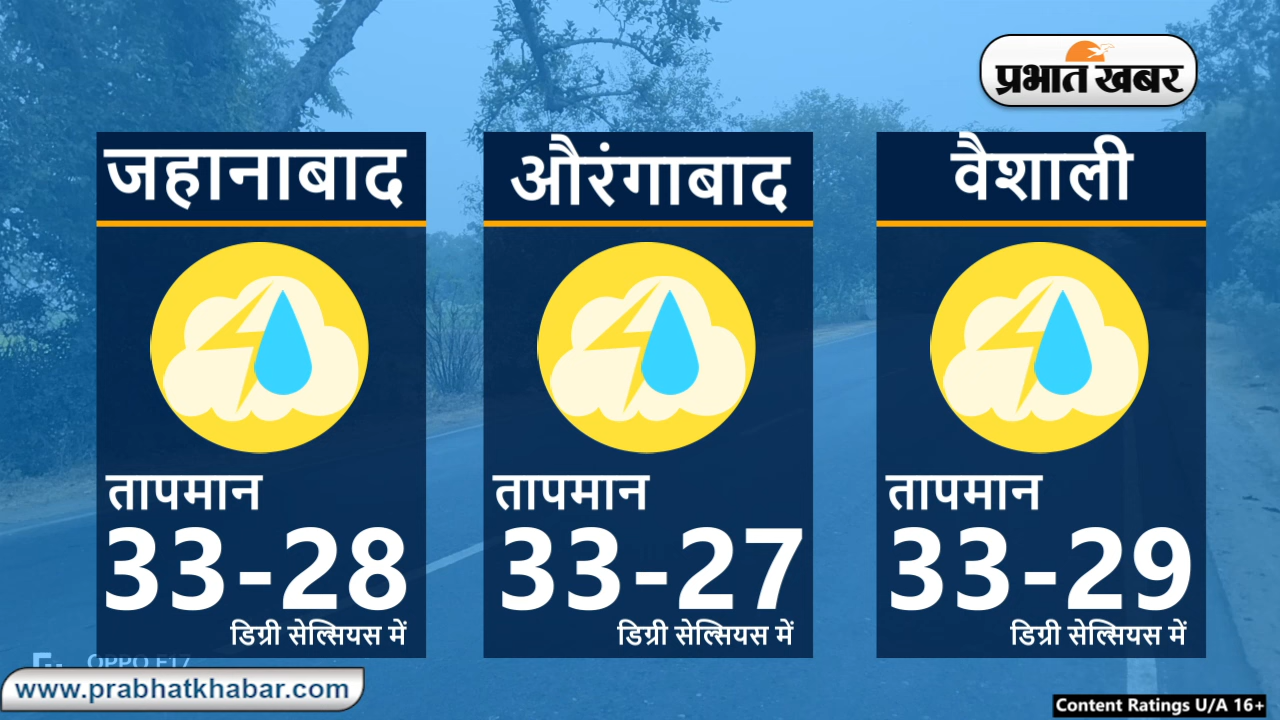 प्रभात खबर
जहानाबाद
तापमान
33-28
डिग्री सेल्सियस में
औरंगाबाद
तापमान
33-27
डिग्री सेल्सियस में
वैशाली
तापमान
33-29
डिग्री सेल्सियस में
OPPO F17
www.prabhatkhabar.com
Content Ratings U/A 16+